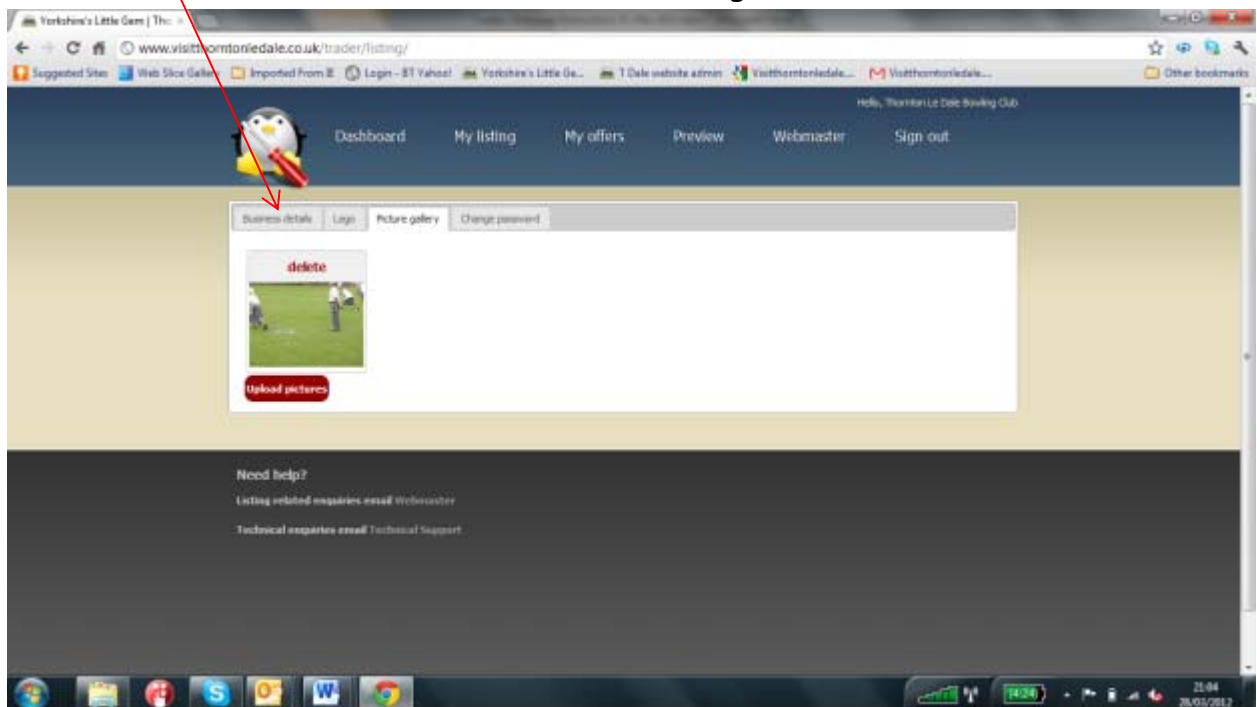 Yorkshire's Little Gem | Tho
www.visitthorntonledale.co.uk/trader/listing/
Suggested Sites Web Slice Gallery Imported From IE Login - BT Yahoo! Yorkshire's Little Ge... T Dale website admin Visitthorntonledale... Visitthorntonledale... Other bookmarks
Hello, Thornton Le Dale Bowling Club
Dashboard My listing My offers Preview Webmaster Sign out
Business details Logo Picture gallery Change password
delete
Upload pictures
Need help?
Listing related enquiries email Webmaster
Technical enquiries email Technical Support
14:24
21:04
28/03/2012